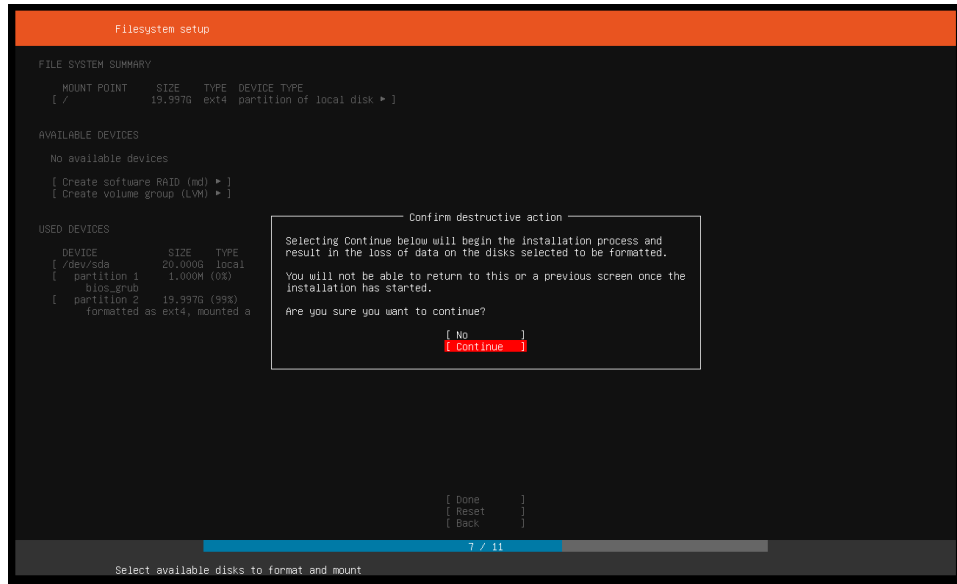 Filesystem setup
FILE SYSTEM SUMMARY
MOUNT POINT SIZE TYPE DEVICE TYPE
[ / 19.997G ext4 partition of local disk ► ]
AVAILABLE DEVICES
No available devices
[ Create software RAID (md) ► ]
[ Create volume group (LVM) ► ]
USED DEVICES
DEVICE SIZE TYPE
[ /dev/sda 20.000G local
[ partition 1 1.000M (0%)
bios_grub
[ partition 2 19.997G (99%)
formatted as ext4, mounted a
Confirm destructive action
Selecting Continue below will begin the installation process and
result in the loss of data on the disks selected to be formatted.
You will not be able to return to this or a previous screen once the
installation has started.
Are you sure you want to continue?
[ No ]
[ Continue ]
[ Done ]
[ Reset ]
[ Back ]
7 / 11
Select available disks to format and mount